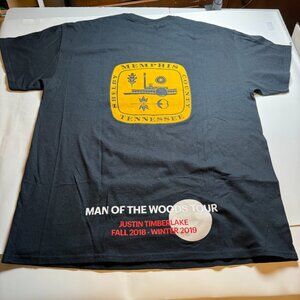 MEMPHIS
SHELBY COUNTY
TENNESSEE
MAN OF THE WOODS TOUR
JUSTIN TIMBERLAKE
FALL 2018 - WINTER 2019